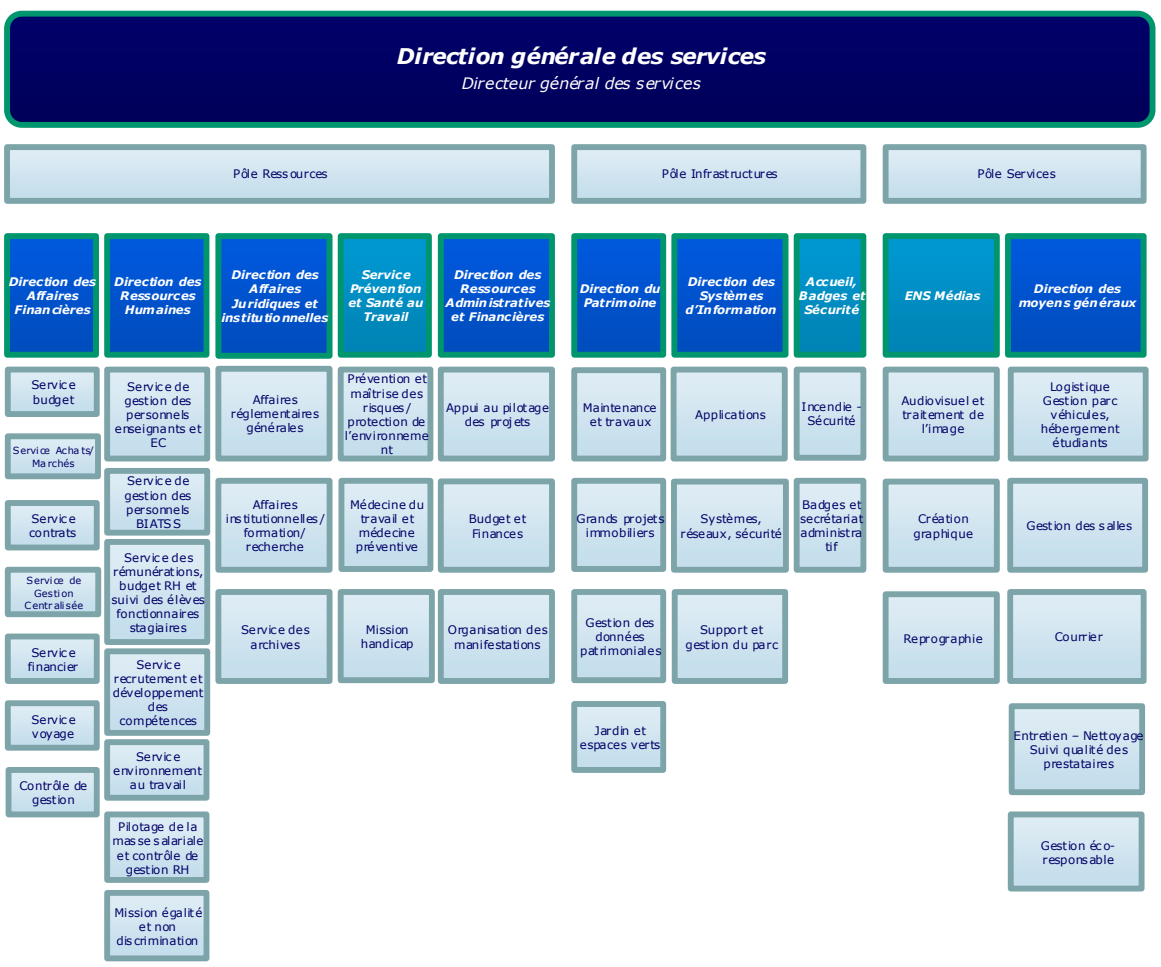 Direction générale des services
Directeur général des services
Pôle Ressources
Pôle Infrastructures
Pôle Services
Direction des
Affaires
Financières
Direction des
Ressources
Humaines
Direction des
Affaires
Juridiques et
institutionnelles
Service
Prévention
et Santé au
Travail
Direction des
Ressources
Administratives
et Financières
Direction du
Patrimoine
Direction des
Systèmes
d’Information
Accueil,
Badges et
Sécurité
ENS Médias
Direction des
moyens généraux
Service
budget
Service Achats/
Marchés
Service
contrats
Service de
Gestion
Centralisée
Service
financier
Service
voyage
Contrôle de
gestion
Service de
gestion des
personnels
enseignants et
EC
Service de
gestion des
personnels
BIATSS
Service des
rémunérations,
budget RH et
suivi des élèves
fonctionnaires
stagiaires
Service
recrutement et
développement
des
compétences
Service
environnement
au travail
Pilotage de la
masse salariale
et contrôle de
gestion RH
Mission égalité
et non
discrimination
Affaires
réglementaires
générales
Affaires
institutionnelles/
formation/
recherche
Service des
archives
Prévention et
maîtrise des
risques/
protection de
l’environneme
nt
Médecine du
travail et
médecine
préventive
Mission
handicap
Appui au pilotage
des projets
Budget et
Finances
Organisation des
manifestations
Maintenance
et travaux
Grands projets
immobiliers
Gestion des
données
patrimoniales
Jardin et
espaces verts
Applications
Systèmes,
réseaux, sécurité
Support et
gestion du parc
Incendie -
Sécurité
Badges et
secrétariat
administra
tif
Audiovisuel et
traitement de
l’image
Création
graphique
Reprographie
Logistique
Gestion parc
véhicules,
hébergement
étudiants
Gestion des salles
Courrier
Entretien – Nettoyage
Suivi qualité des
prestataires
Gestion éco-
responsable